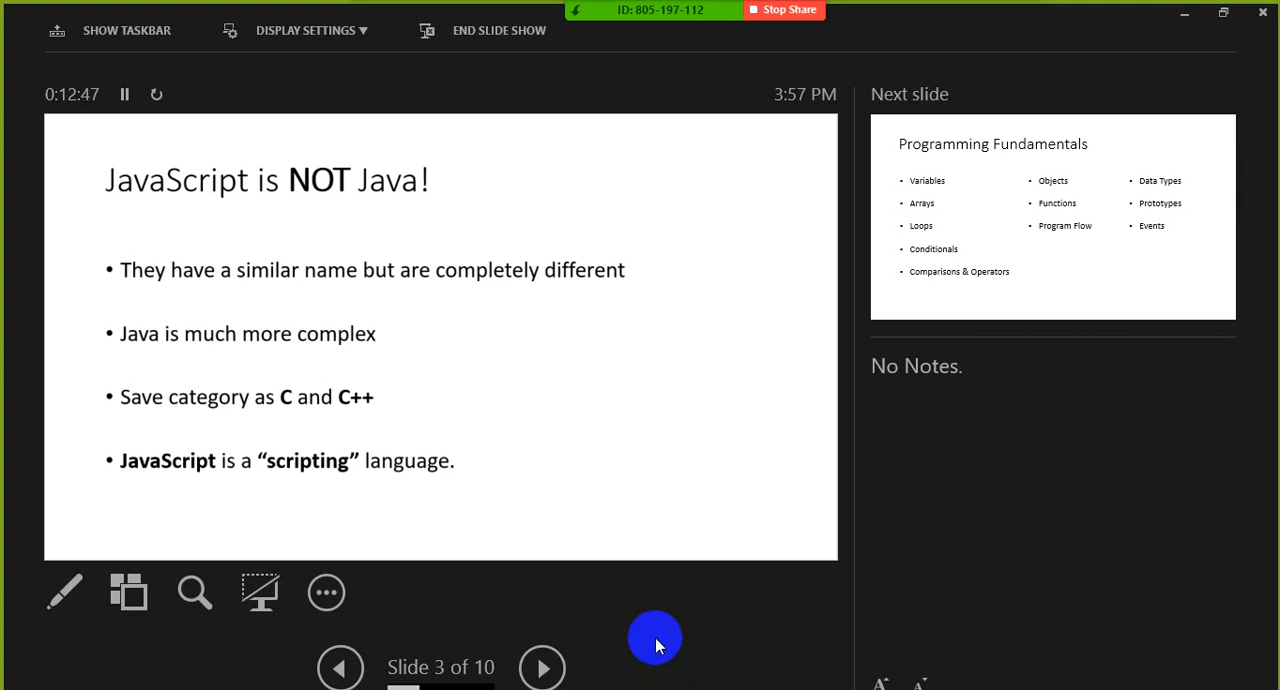 ID: 805-197-112
Stop Share
SHOW TASKBAR
DISPLAY SETTINGS ▼
END SLIDE SHOW
0:12:47
3:57 PM
JavaScript is NOT Java!
• They have a similar name but are completely different
• Java is much more complex
• Save category as C and C++
• JavaScript is a “scripting” language.
Slide 3 of 10
Next slide
Programming Fundamentals
• Variables
• Arrays
• Loops
• Conditionals
• Comparisons & Operators
• Objects
• Functions
• Program Flow
• Data Types
• Prototypes
• Events
No Notes.
A A